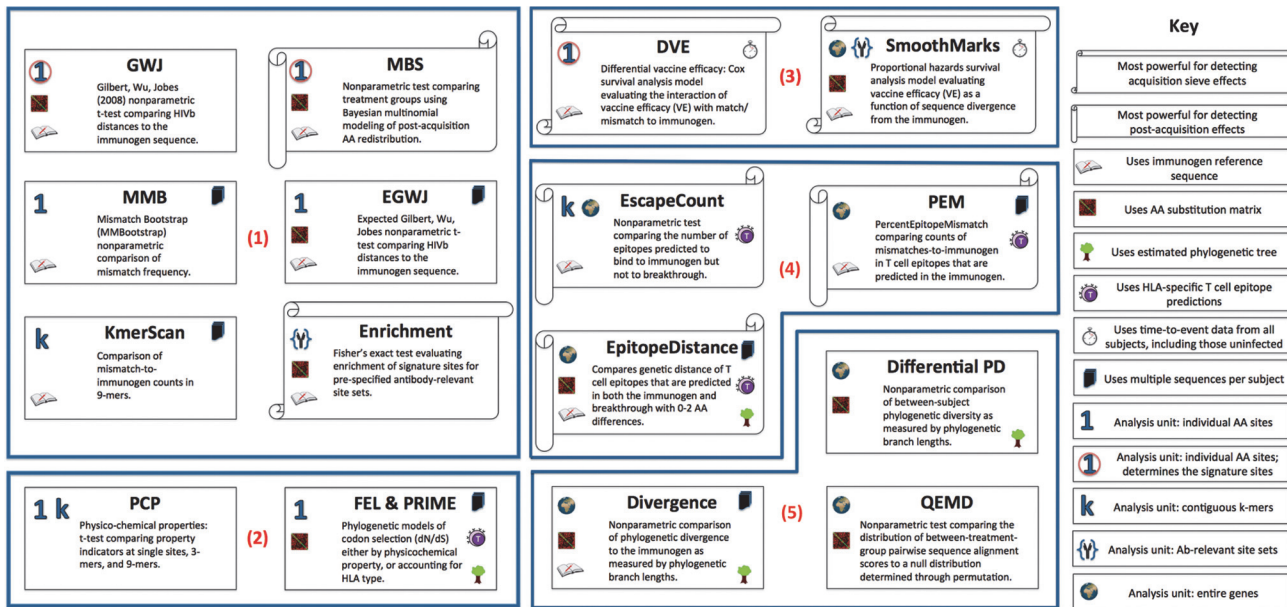 GWJ
1
Gilbert, Wu, Jobes
(2008) nonparametric
t-test comparing HIVb
distances to the
immunogen sequence.
MBS
1
Nonparametric test comparing
treatment groups using
Bayesian multinomial
modeling of post-acquisition
AA redistribution.
MMB
1
Mismatch Bootstrap
(MMBootstrap)
nonparametric
comparison of
mismatch frequency.
(1)
EGWJ
1
Expected Gilbert, Wu,
Jobes nonparametric t-
test comparing HIVb
distances to the
immunogen sequence.
KmerScan
k
Comparison of
mismatch-to-
immunogen counts in
9-mers.
Enrichment
{Y}
Fisher's exact test evaluating
enrichment of signature sites for
pre-specified antibody-relevant
site sets.
PCP
1 k
Physico-chemical properties:
t-test comparing property
indicators at single sites, 3-
mers, and 9-mers.
(2)
FEL & PRIME
1
Phylogenetic models of
codon selection (dN/dS)
either by physicochemical
property, or accounting for
HLA type.
T
DVE
1
Differential vaccine efficacy: Cox
survival analysis model
evaluating the interaction of
vaccine efficacy (VE) with match/
mismatch to immunogen.
(3)
SmoothMarks
{Y}
Proportional hazards survival
analysis model evaluating
vaccine efficacy (VE) as a
function of sequence divergence
from the immunogen.
EscapeCount
k
Nonparametric test
comparing the number of
epitopes predicted to
bind to immunogen but
not to breakthrough.
T
(4)
PEM
PercentEpitopeMismatch
comparing counts of
mismatches-to-immunogen
in T cell epitopes that are
predicted in the immunogen.
T
EpitopeDistance
Compares genetic distance of T
cell epitopes that are predicted
in both the immunogen and
breakthrough with 0-2 AA
differences.
T
Differential PD
Nonparametric comparison
of between-subject
phylogenetic diversity as
measured by phylogenetic
branch lengths.
Divergence
Nonparametric comparison
of phylogenetic divergence
to the immunogen as
measured by phylogenetic
branch lengths.
(5)
QEMD
Nonparametric test comparing the
distribution of between-treatment-
group pairwise sequence alignment
scores to a null distribution
determined through permutation.
Key
Most powerful for detecting
acquisition sieve effects
Most powerful for detecting
post-acquisition effects
Uses immunogen reference
sequence
Uses AA substitution matrix
Uses estimated phylogenetic tree
T
Uses HLA-specific T cell epitope
predictions
Uses time-to-event data from all
subjects, including those uninfected
Uses multiple sequences per subject
1
Analysis unit: individual AA sites
1
Analysis unit: individual AA sites;
determines the signature sites
k
Analysis unit: contiguous k-mers
{Y}
Analysis unit: Ab-relevant site sets
Analysis unit: entire genes